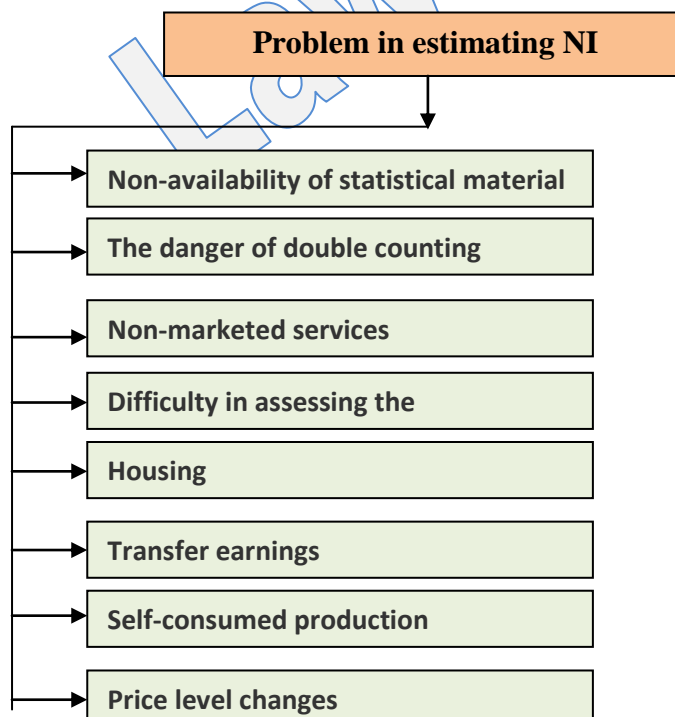 Problem in estimating NI
Non-availability of statistical material
The danger of double counting
Non-marketed services
Difficulty in assessing the
Housing
Transfer earnings
Self-consumed production
Price level changes